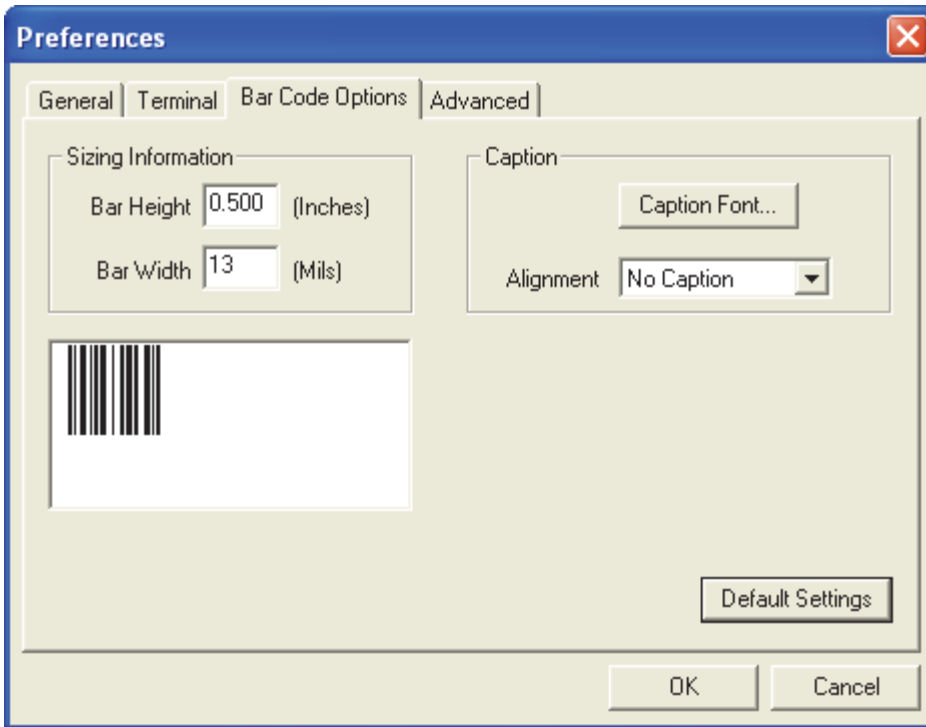 Preferences
General Terminal Bar Code Options Advanced
Sizing Information
Bar Height 0.500 (Inches)
Bar Width 13 (Mils)
Caption
Caption Font...
Alignment No Caption
Default Settings
OK Cancel